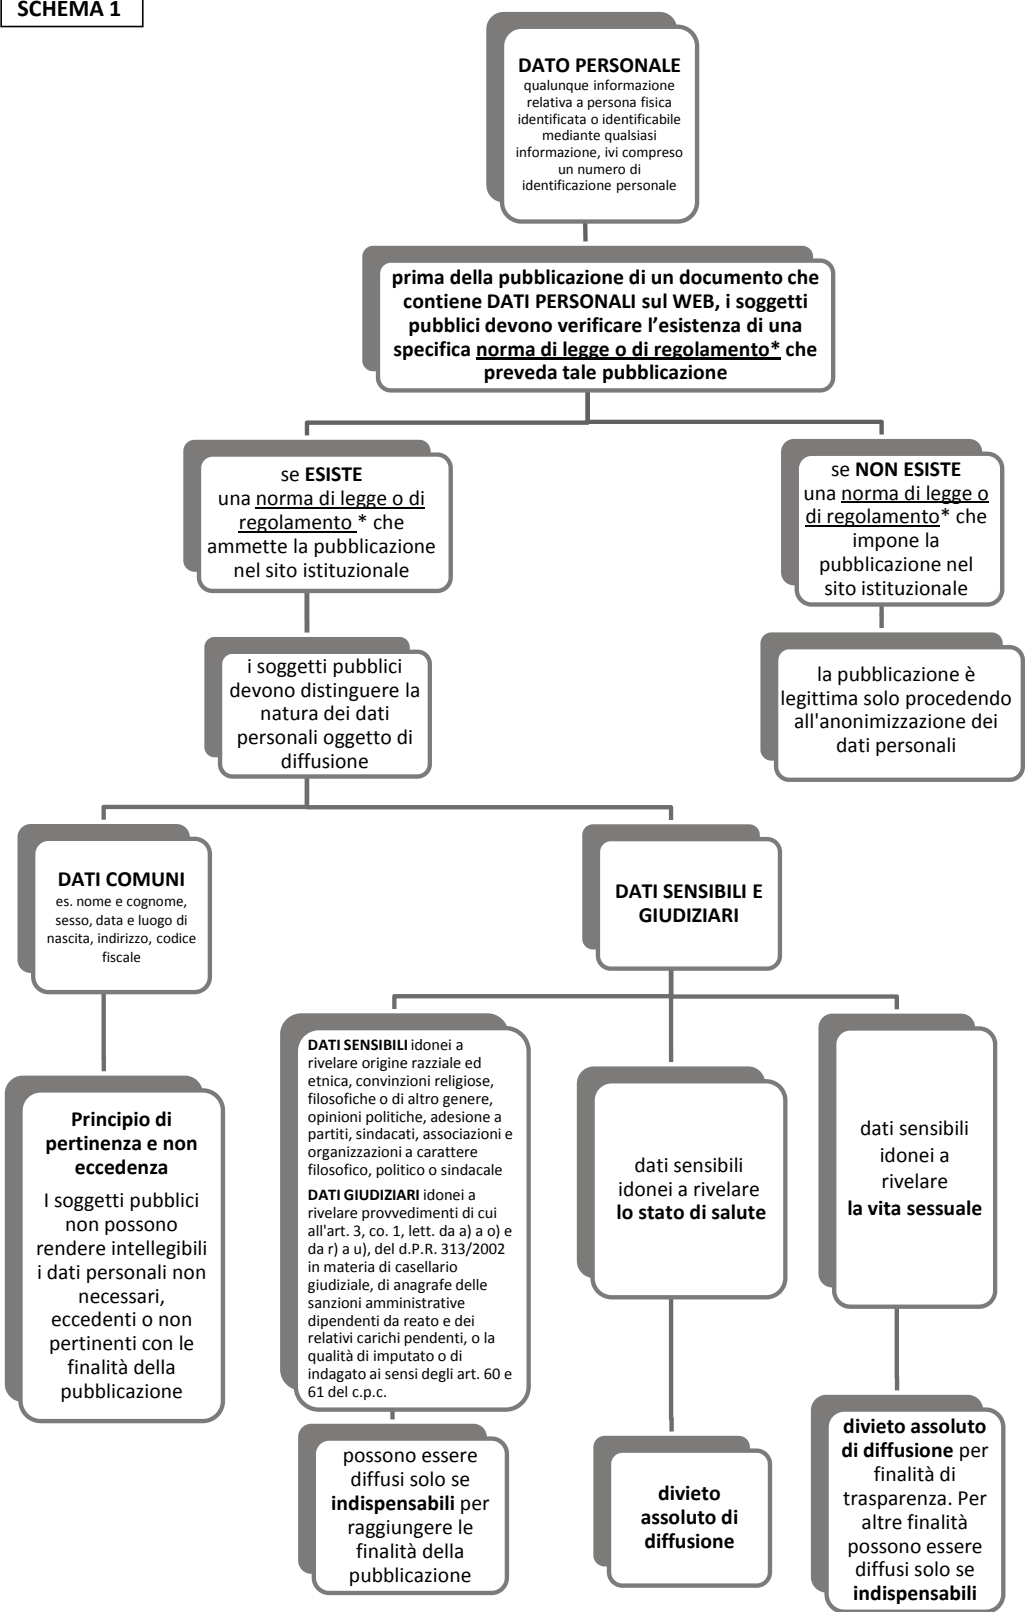 SCHEMA 1
DATO PERSONALE
qualunque informazione
relativa a persona fisica
identificata o identificabile
mediante qualsiasi
informazione, ivi compreso
un numero di
identificazione personale
prima della pubblicazione di un documento che
contiene DATI PERSONALI sul WEB, i soggetti
pubblici devono verificare l'esistenza di una
specifica norma di legge o di regolamento* che
preveda tale pubblicazione
se ESISTE
una norma di legge o di
regolamento * che
ammette la pubblicazione
nel sito istituzionale
se NON ESISTE
una norma di legge o
di regolamento* che
impone la
pubblicazione nel
sito istituzionale
i soggetti pubblici
devono distinguere la
natura dei dati
personali oggetto di
diffusione
la pubblicazione è
legittima solo procedendo
all'anonimizzazione dei
dati personali
DATI COMUNI
es. nome e cognome,
sesso, data e luogo di
nascita, indirizzo, codice
fiscale
DATI SENSIBILI E
GIUDIZIARI
Principio di
pertinenza e non
eccedenza
I soggetti pubblici
non possono
rendere intellegibili
i dati personali non
necessari,
eccedenti o non
pertinenti con le
finalità della
pubblicazione
DATI SENSIBILI idonei a
rivelare origine razziale ed
etnica, convinzioni religiose,
filosofiche o di altro genere,
opinioni politiche, adesione a
partiti, sindacati, associazioni e
organizzazioni a carattere
filosofico, politico o sindacale
DATI GIUDIZIARI idonei a
rivelare provvedimenti di cui
all'art. 3, co. 1, lett. da a) a o) e
da r) a u), del d.P.R. 313/2002
in materia di casellario
giudiziale, di anagrafe delle
sanzioni amministrative
dipendenti da reato e dei
relativi carichi pendenti, o la
qualità di imputato o di
indagato ai sensi degli art. 60 e
61 del c.p.c.
dati sensibili
idonei a rivelare
lo stato di salute
dati sensibili
idonei a
rivelare
la vita sessuale
possono essere
diffusi solo se
indispensabili per
raggiungere le
finalità della
pubblicazione
divieto
assoluto di
diffusione
divieto assoluto
di diffusione per
finalità di
trasparenza. Per
altre finalità
possono essere
diffusi solo se
indispensabili